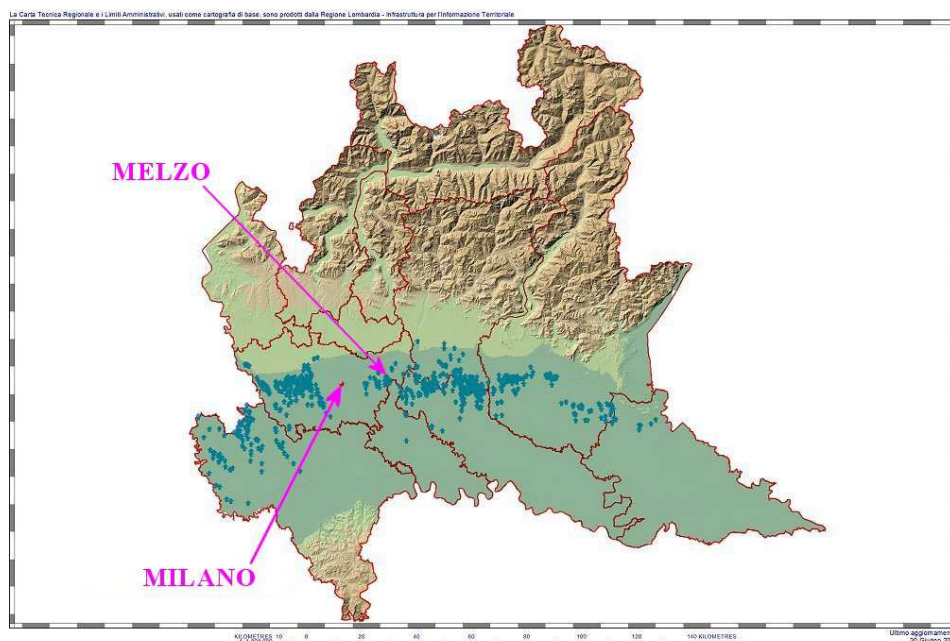 La Carta Tecnica Regionale e i Limiti Amministrativi, usati come cartografia di base, sono prodotti dalla Regione Lombardia - Infrastruttura per l'Informazione Territoriale
MELZO
MILANO
KILOMETRES 10 0 20 40 60 80 100 120 140 KILOMETRES
Ultimo aggiornamen